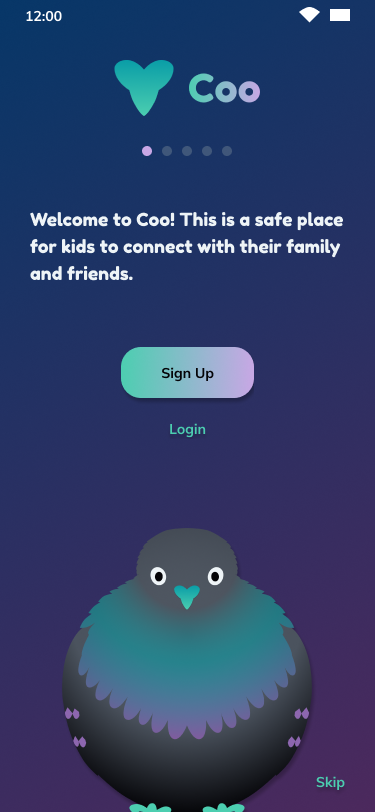 12:00
Coo
Welcome to Coo! This is a safe place
for kids to connect with their family
and friends.
Sign Up
Login
Skip